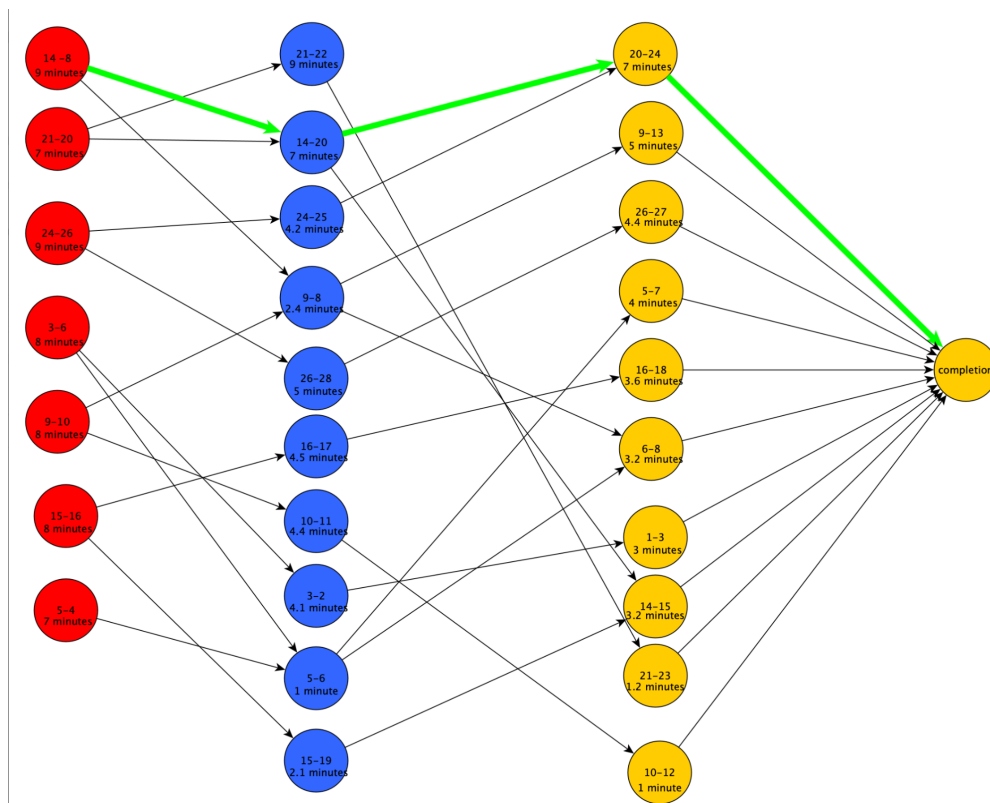 14-8
9 minutes
21-20
7 minutes
24-26
9 minutes
3-6
8 minutes
9-10
8 minutes
15-16
8 minutes
5-4
7 minutes
21-22
9 minutes
14-20
7 minutes
24-25
4.2 minutes
9-8
2.4 minutes
26-28
5 minutes
16-17
4.5 minutes
10-11
4.4 minutes
3-2
4.1 minutes
5-6
1 minute
15-19
2.1 minutes
20-24
7 minutes
9-13
5 minutes
26-27
4.4 minutes
5-7
4 minutes
16-18
3.6 minutes
6-8
3.2 minutes
1-3
3 minutes
14-15
3.2 minutes
21-23
1.2 minutes
10-12
1 minute
completion